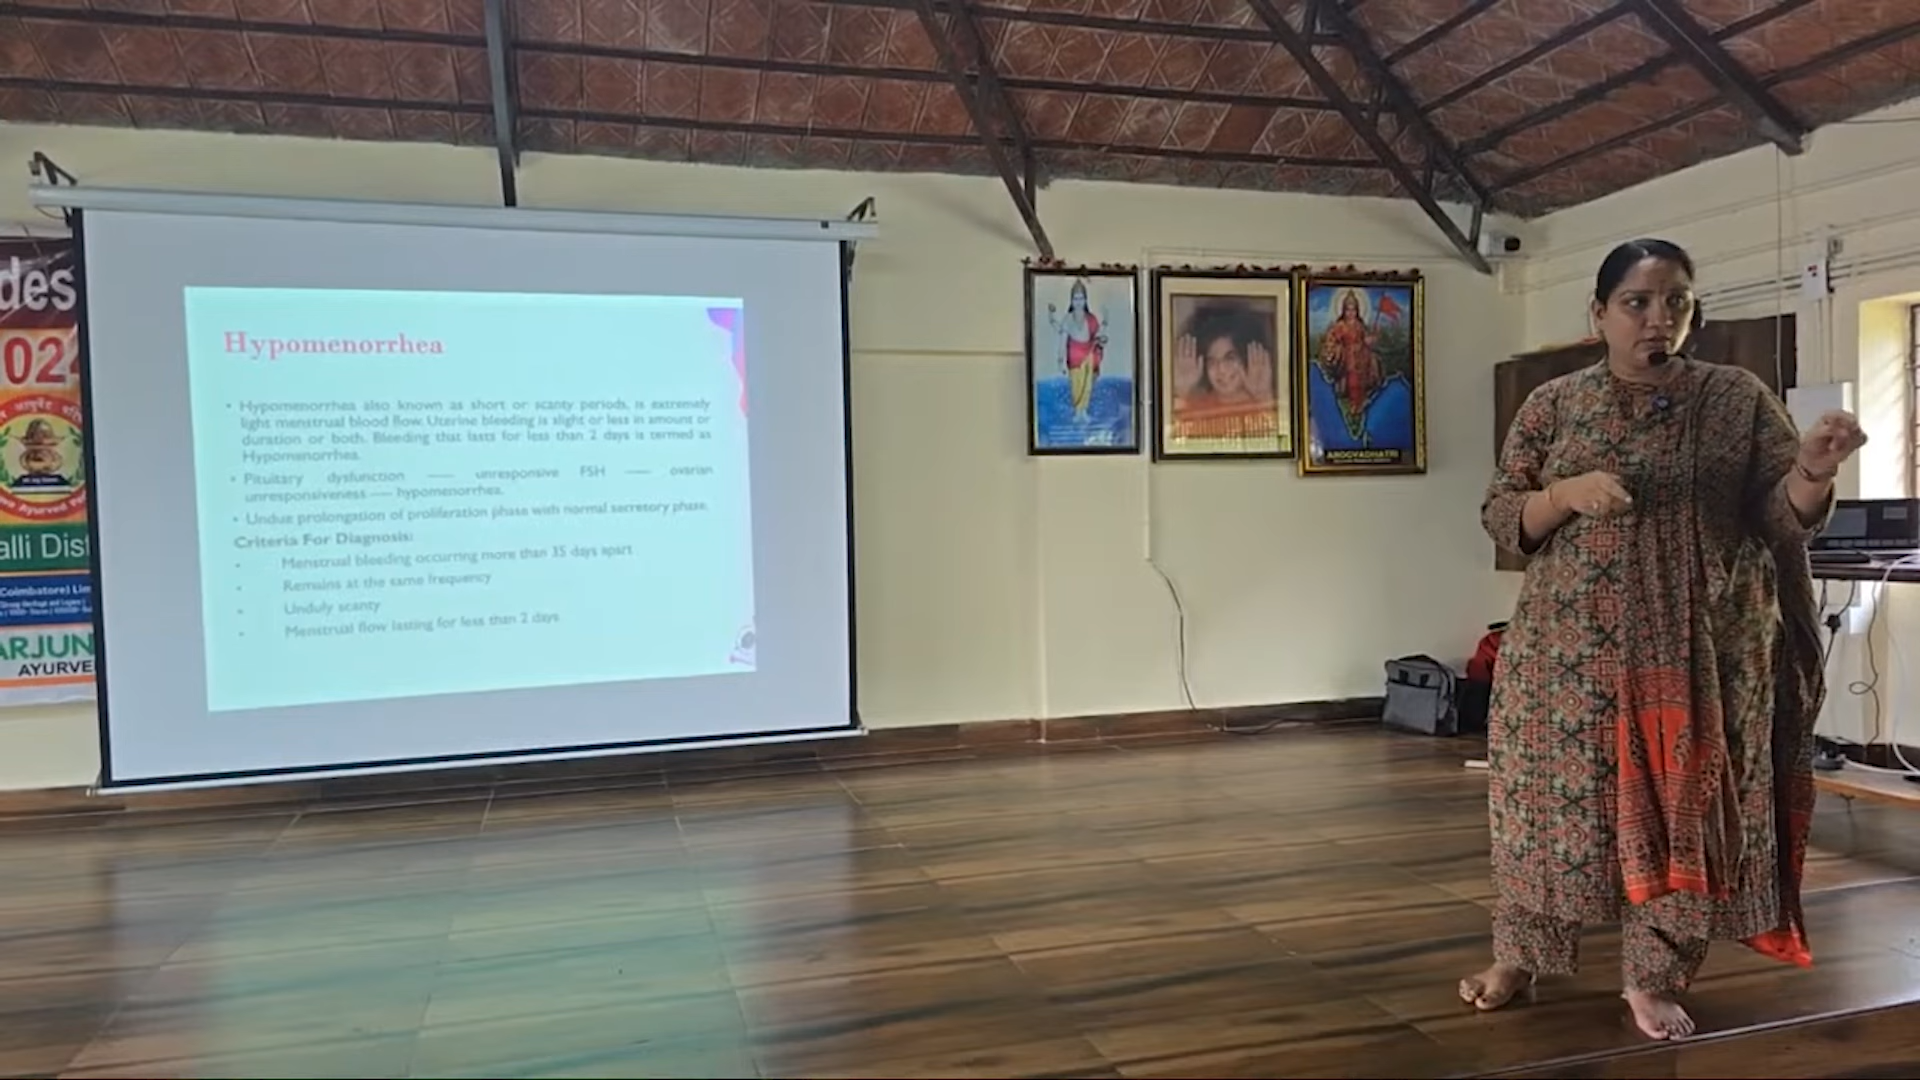 des
024
alli Dist
(Coimbatore) Lim
ARJUN
AYURVE
Hypomenorrhea
• Hypomenorrhea also known as short or scanty periods, is extremely
light menstrual blood flow. Uterine bleeding is slight or less in amount or
duration or both. Bleeding that lasts for less than 2 days is termed as
Hypomenorrhea.
• Pituitary dysfunction —— unresponsive FSH —— ovarian
unresponsiveness —— hypomenorrhea.
• Undue prolongation of proliferation phase with normal secretory phase.
Criteria For Diagnosis:
• Menstrual bleeding occurring more than 35 days apart
• Remains at the same frequency
• Unduly scanty
• Menstrual flow lasting for less than 2 days
AROGYADHATRI